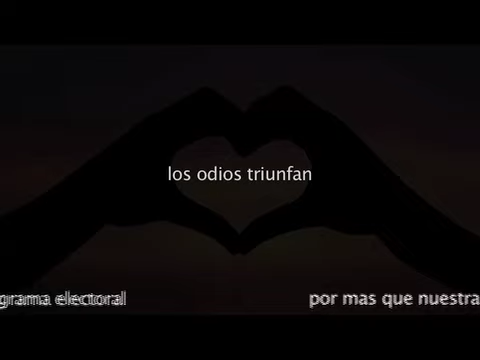 los odios triunfan
grama electoral
por mas que nuestra